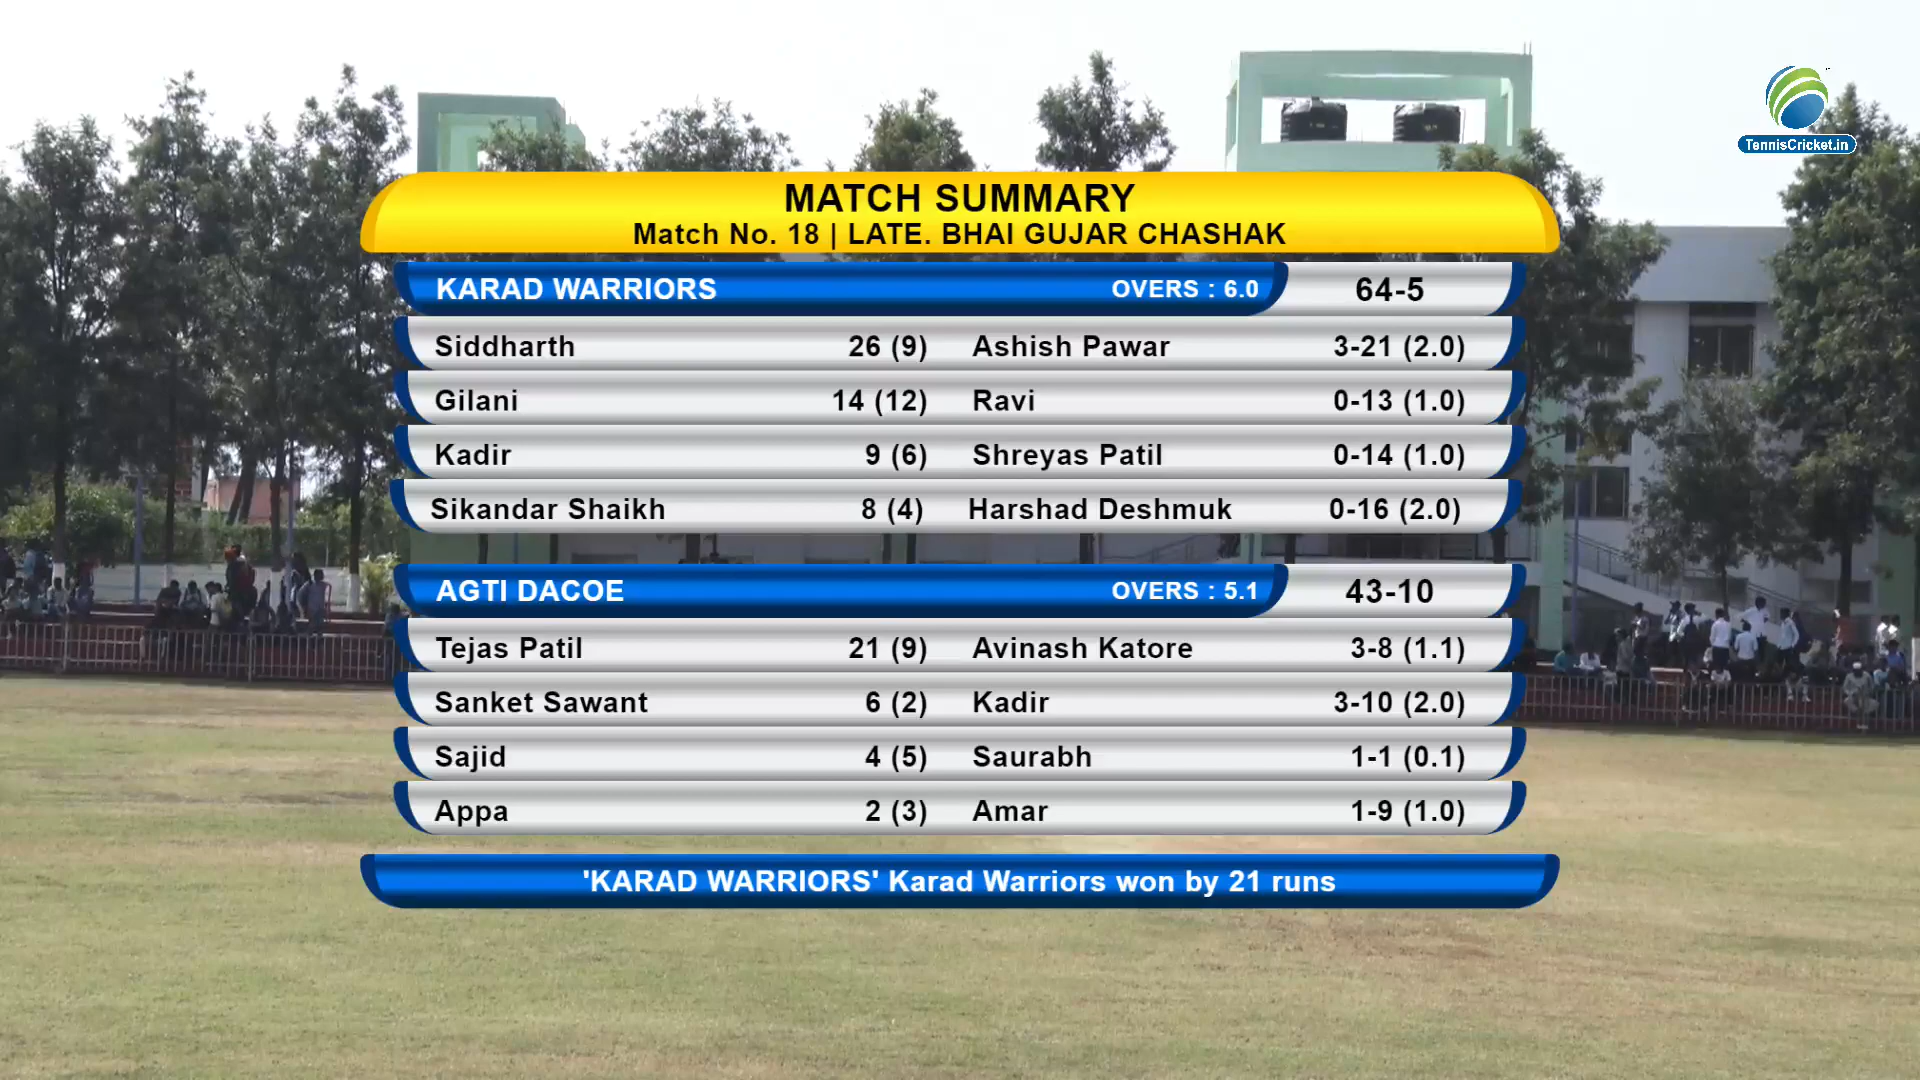 TennisCricket.in
MATCH SUMMARY
Match No. 18 | LATE. BHAI GUJAR CHASHAK
KARAD WARRIORS OVERS : 6.0 64-5
Siddharth 26 (9) Ashish Pawar 3-21 (2.0)
Gilani 14 (12) Ravi 0-13 (1.0)
Kadir 9 (6) Shreyas Patil 0-14 (1.0)
Sikandar Shaikh 8 (4) Harshad Deshmuk 0-16 (2.0)
AGTI DACOE OVERS : 5.1 43-10
Tejas Patil 21 (9) Avinash Katore 3-8 (1.1)
Sanket Sawant 6 (2) Kadir 3-10 (2.0)
Sajid 4 (5) Saurabh 1-1 (0.1)
Appa 2 (3) Amar 1-9 (1.0)
'KARAD WARRIORS' Karad Warriors won by 21 runs